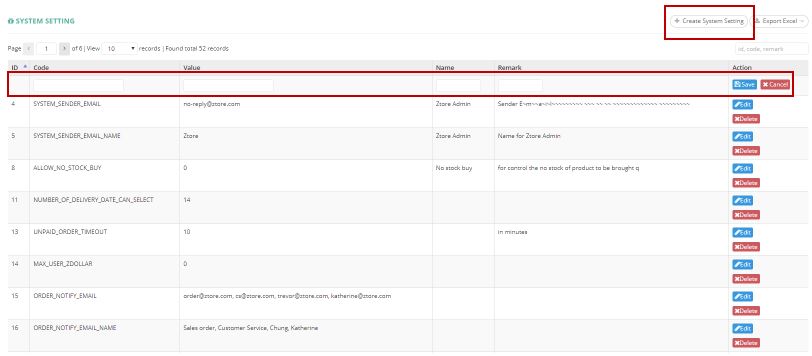 SYSTEM SETTING
+ Create System Setting
Export Excel
Page 1 of 6 | View 10 records | Found total 52 records
id, code, remark
ID Code Value Name Remark Action
Save Cancel
4 SYSTEM_SENDER_EMAIL no-reply@ztore.com Ztore Admin Sender Edit
Delete
5 SYSTEM_SENDER_EMAIL_NAME Ztore Ztore Admin Name for Ztore Admin Edit
Delete
8 ALLOW_NO_STOCK_BUY 0 No stock buy for control the no stock of product to be brought q Edit
Delete
11 NUMBER_OF_DELIVERY_DATE_CAN_SELECT 14 Edit
Delete
13 UNPAID_ORDER_TIMEOUT 10 in minutes Edit
Delete
14 MAX_USER_ZDOLLAR 0 Edit
Delete
15 ORDER_NOTIFY_EMAIL order@ztore.com, cs@ztore.com, trevor@ztore.com, katherine@ztore.com Edit
Delete
16 ORDER_NOTIFY_EMAIL_NAME Sales order, Customer Service, Chung, Katherine Edit
Delete